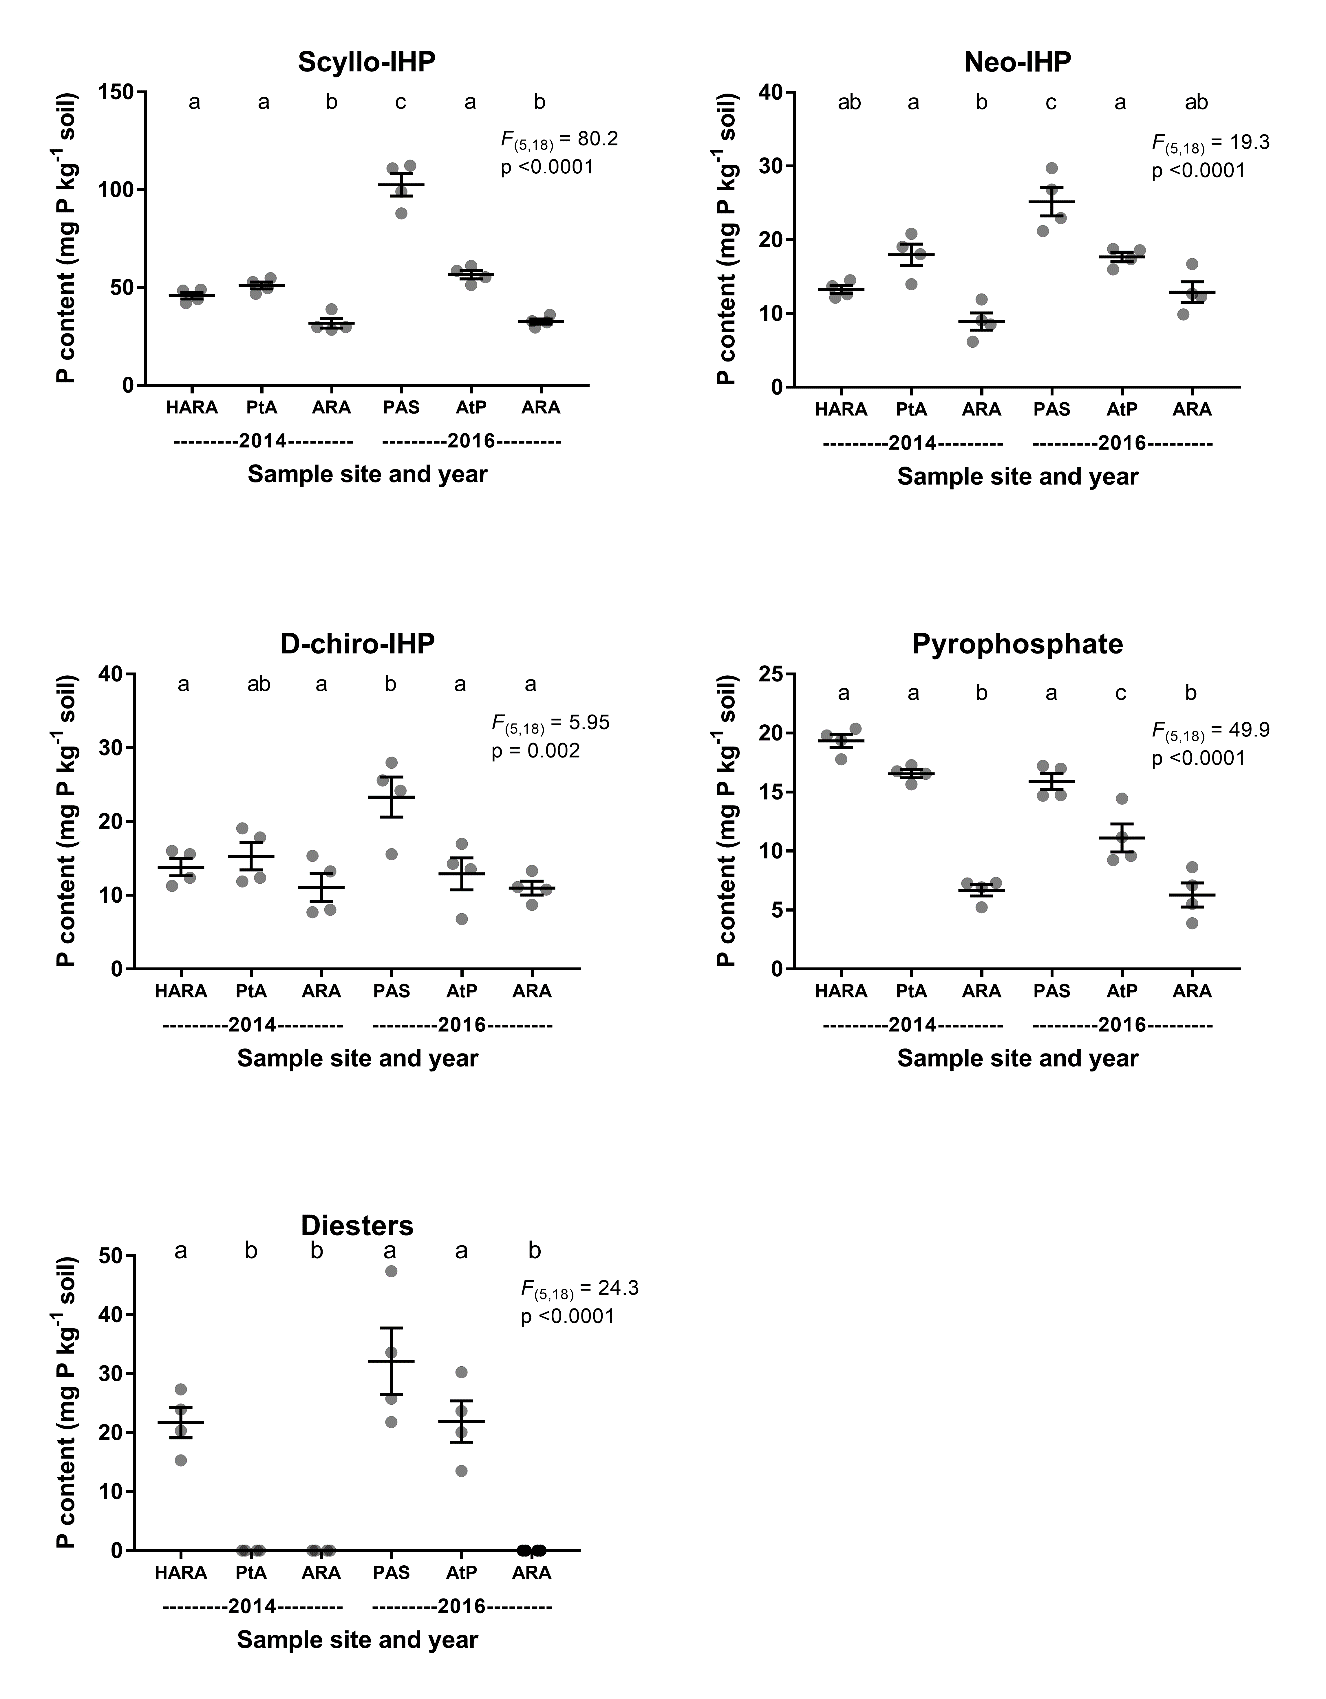 Scyllo-IHP
P content (mg P kg-1 soil)
150
100
50
0
a a b c a b
F(5,18) = 80.2
p <0.0001
HARA PtA ARA PAS AtP ARA
---------2014--------- ---------2016---------
Sample site and year
Neo-IHP
P content (mg P kg-1 soil)
40
30
20
10
0
ab a b c a ab
F(5,18) = 19.3
p <0.0001
HARA PtA ARA PAS AtP ARA
---------2014--------- ---------2016---------
Sample site and year
D-chiro-IHP
P content (mg P kg-1 soil)
40
30
20
10
0
a ab a b a a
F(5,18) = 5.95
p = 0.002
HARA PtA ARA PAS AtP ARA
---------2014--------- ---------2016---------
Sample site and year
Pyrophosphate
P content (mg P kg-1 soil)
25
20
15
10
5
0
a a b a c b
F(5,18) = 49.9
p <0.0001
HARA PtA ARA PAS AtP ARA
---------2014--------- ---------2016---------
Sample site and year
Diesters
P content (mg P kg-1 soil)
50
40
30
20
10
0
a b b a a b
F(5,18) = 24.3
p <0.0001
HARA PtA ARA PAS AtP ARA
---------2014--------- ---------2016---------
Sample site and year